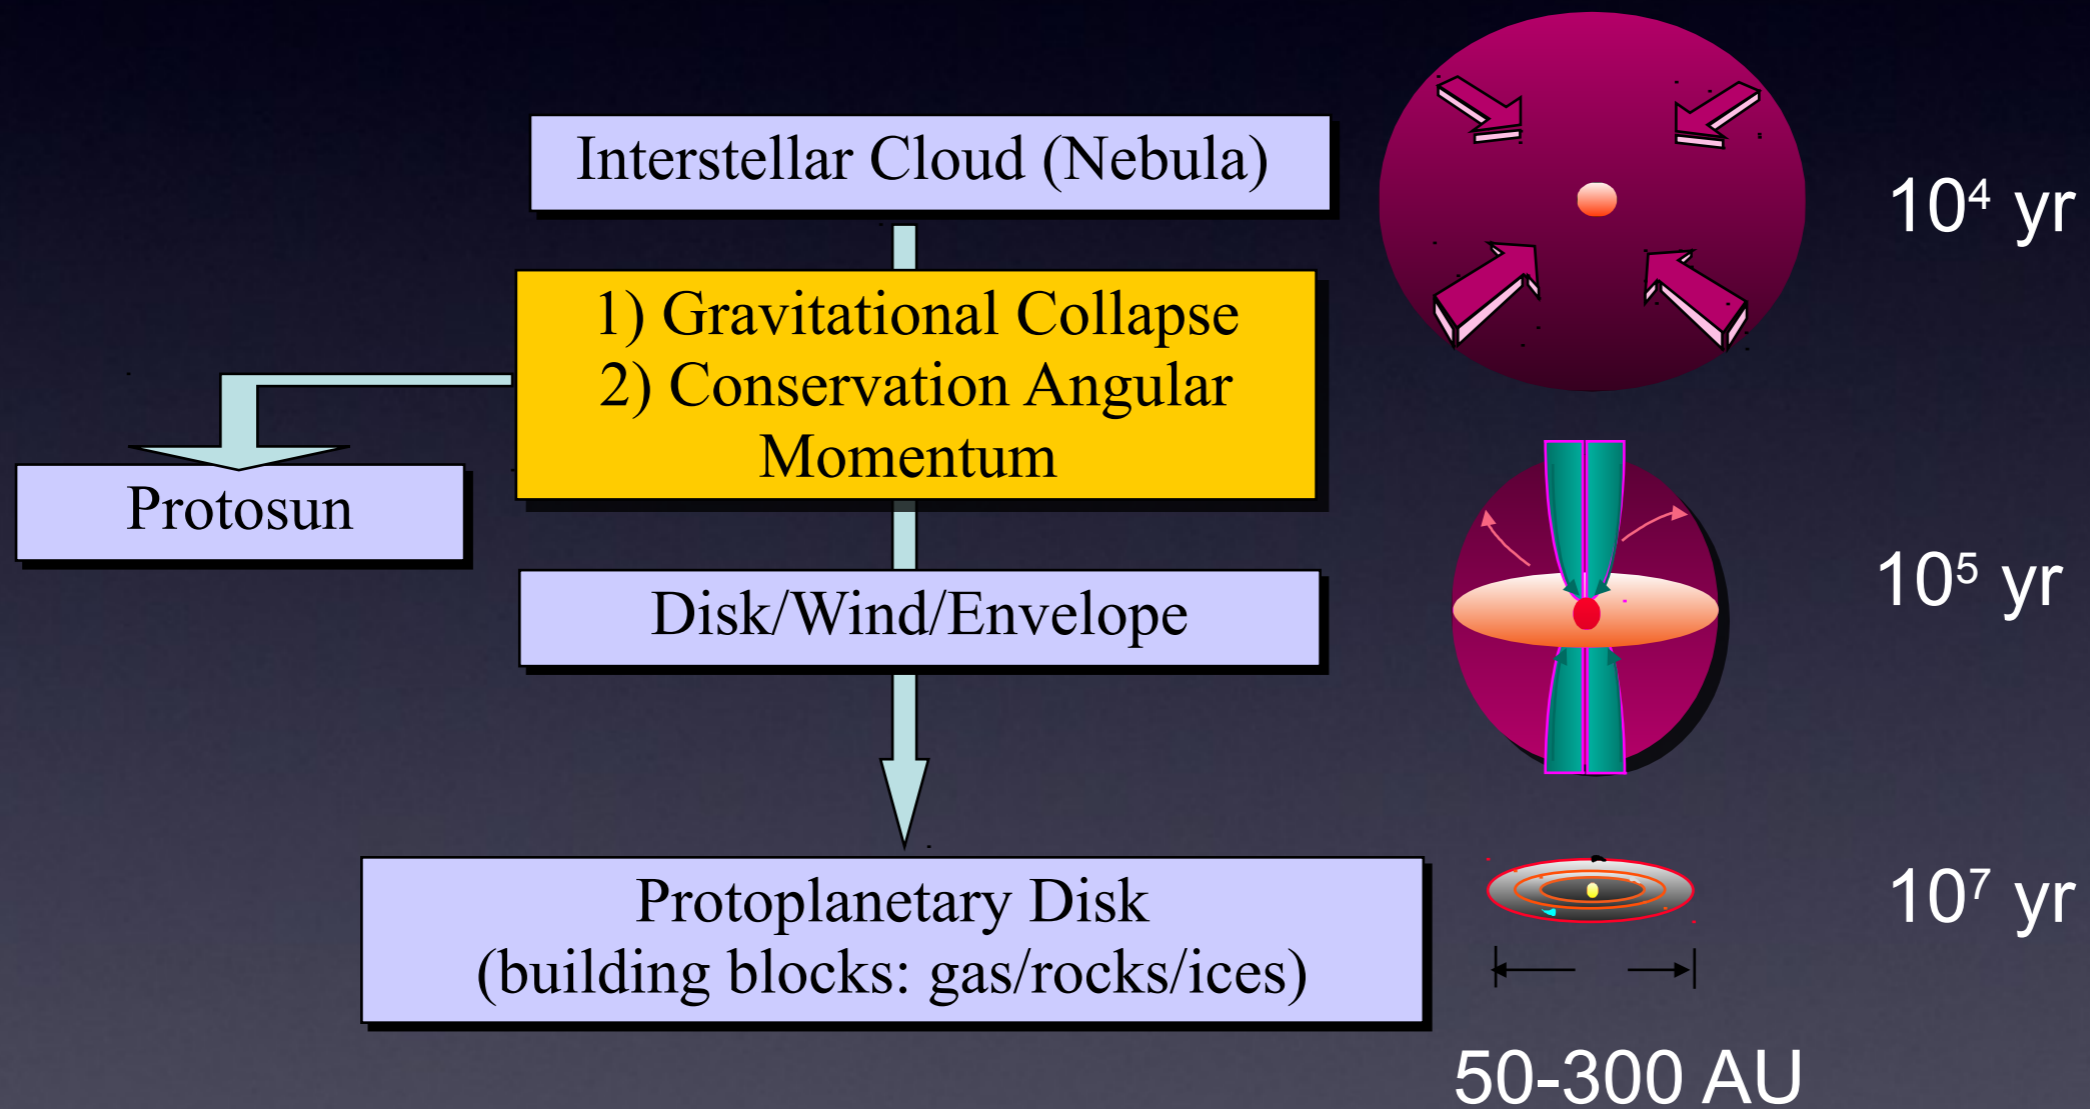 Interstellar Cloud (Nebula)
10⁴ yr
1) Gravitational Collapse
2) Conservation Angular
Momentum
Protosun
Disk/Wind/Envelope
10⁵ yr
Protoplanetary Disk
(building blocks: gas/rocks/ices)
10⁷ yr
50-300 AU